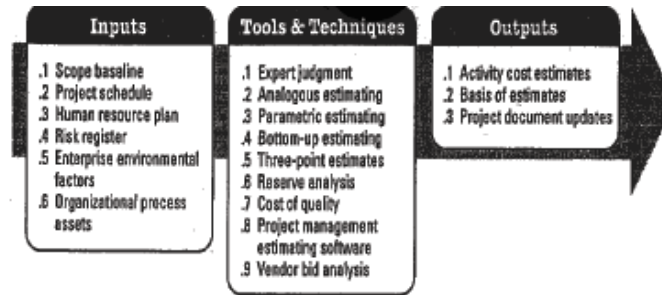 Inputs
.1 Scope baseline
.2 Project schedule
.3 Human resource plan
.4 Risk register
.5 Enterprise environmental
factors
.6 Organizational process
assets
Tools & Techniques
.1 Expert judgment
.2 Analogous estimating
.3 Parametric estimating
.4 Bottom-up estimating
.5 Three-point estimates
.6 Reserve analysis
.7 Cost of quality
.8 Project management
estimating software
.9 Vendor bid analysis
Outputs
.1 Activity cost estimates
.2 Basis of estimates
.3 Project document updates